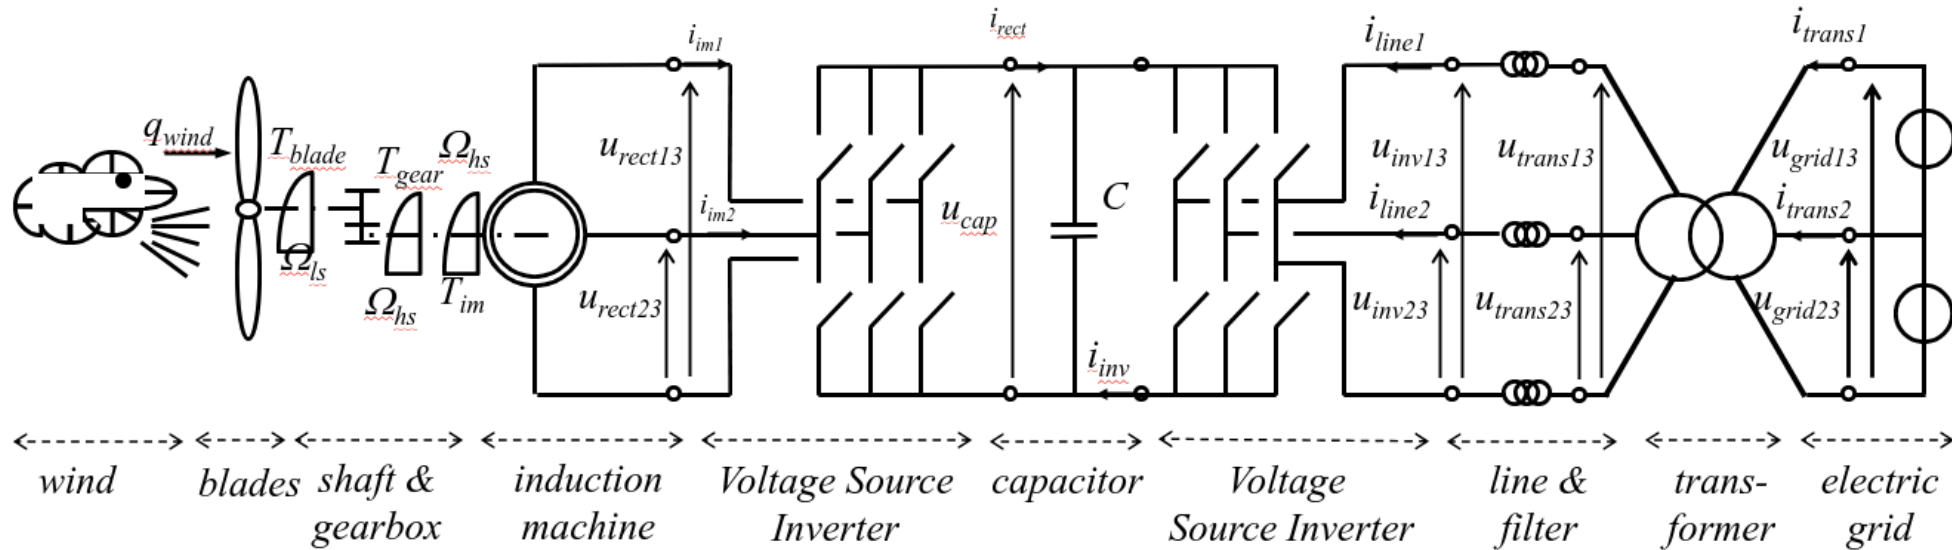 i_im1
i_rect
i_line1
i_trans1
q_wind
T_blade
T_gear
Ω_hs
u_rect13
i_im2
u_cap
C
u_inv13
u_trans13
i_line2
u_grid13
i_trans2
Ω_ls
Ω_hs
T_im
u_rect23
i_inv
u_inv23
u_trans23
u_grid23
wind
blades
shaft &
gearbox
induction
machine
Voltage Source
Inverter
capacitor
Voltage
Source Inverter
line &
filter
trans-
former
electric
grid